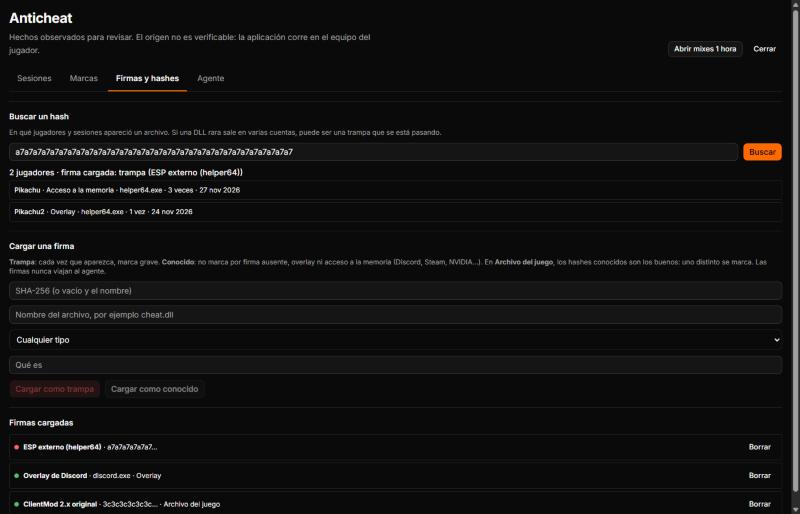 Anticheat
Hechos observados para revisar. El origen no es verificable: la aplicación corre en el equipo del
jugador.
Abrir mixes 1 hora
Cerrar
Sesiones
Marcas
Firmas y hashes
Agente
Buscar un hash
En qué jugadores y sesiones apareció un archivo. Si una DLL rara sale en varias cuentas, puede ser una trampa que se está pasando.
a7a7a7a7a7a7a7a7a7a7a7a7a7a7a7a7a7a7a7a7a7a7a7a7a7a7a7a7a7a7a7a7
Buscar
2 jugadores · firma cargada: trampa (ESP externo (helper64))
Pikachu · Acceso a la memoria · helper64.exe · 3 veces · 27 nov 2026
Pikachu2 · Overlay · helper64.exe · 1 vez · 24 nov 2026
Cargar una firma
Trampa: cada vez que aparezca, marca grave. Conocido: no marca por firma ausente, overlay ni acceso a la memoria (Discord, Steam, NVIDIA...). En Archivo del juego, los hashes conocidos son los buenos: uno distinto se marca. Las
firmas nunca viajan al agente.
SHA-256 (o vacío y el nombre)
Nombre del archivo, por ejemplo cheat.dll
Cualquier tipo
Qué es
Cargar como trampa
Cargar como conocido
Firmas cargadas
ESP externo (helper64) · a7a7a7a7a7a7...
Borrar
Overlay de Discord · discord.exe · Overlay
Borrar
ClientMod 2.x original · 3c3c3c3c3c3c... · Archivo del juego
Borrar